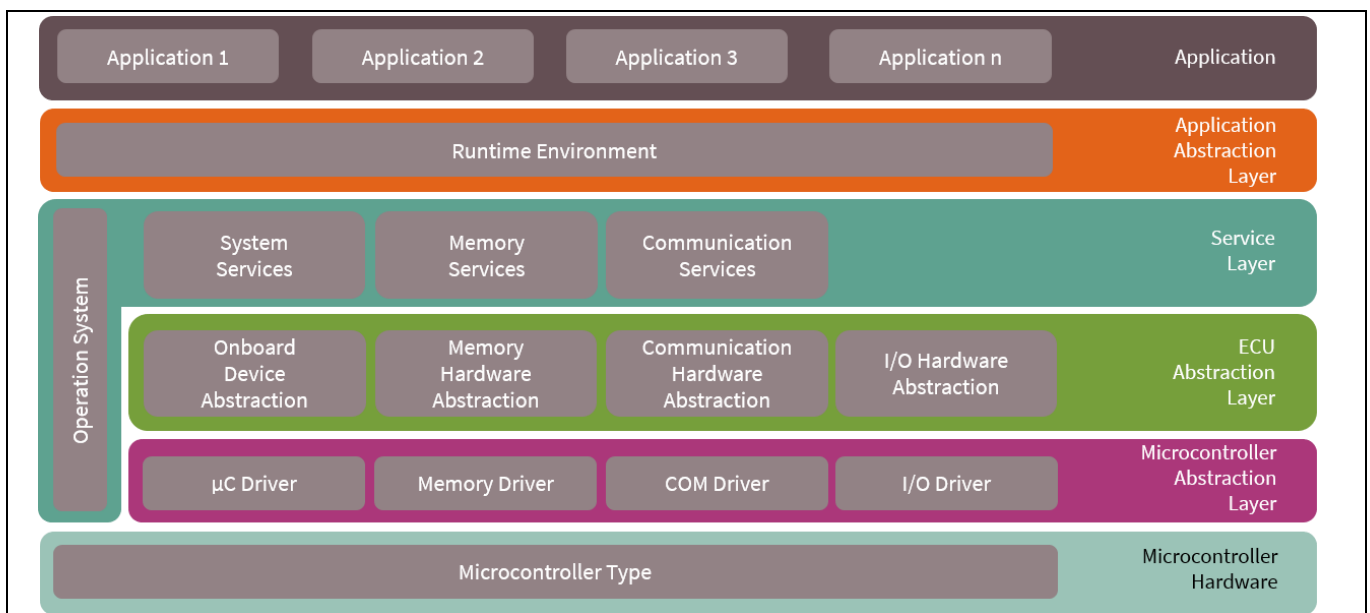 Application 1
Application 2
Application 3
Application n
Application
Runtime Environment
Application
Abstraction
Layer
Operation System
System
Services
Memory
Services
Communication
Services
Service
Layer
Onboard
Device
Abstraction
Memory
Hardware
Abstraction
Communication
Hardware
Abstraction
I/O Hardware
Abstraction
ECU
Abstraction
Layer
µC Driver
Memory Driver
COM Driver
I/O Driver
Microcontroller
Abstraction
Layer
Microcontroller Type
Microcontroller
Hardware